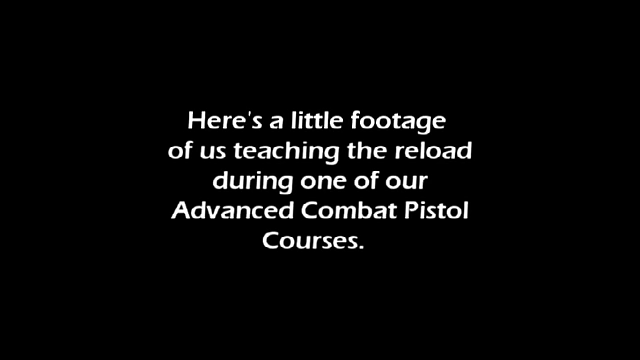 Here's a little footage
of us teaching the reload
during one of our
Advanced Combat Pistol
Courses.